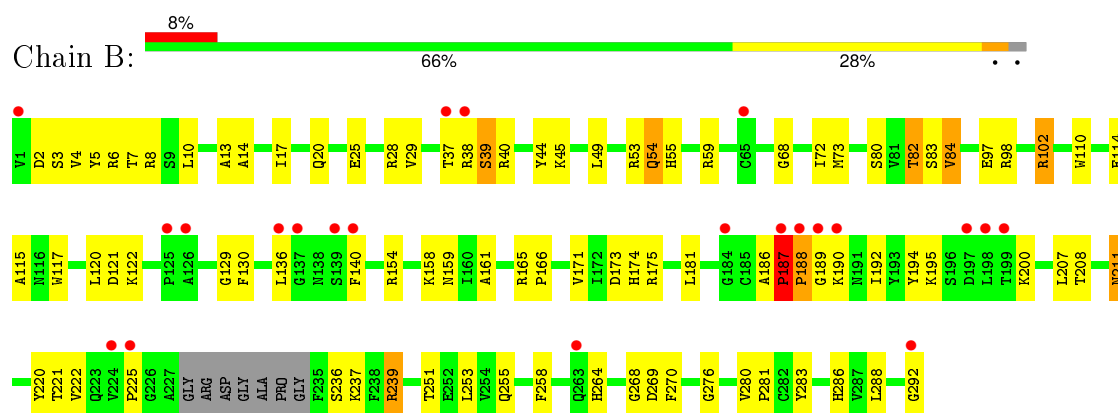 8%
Chain B:
66% 28% • •
V1 D2 S3 V4 Y5 R6 T7 R8 S9 L10 A13 A14 I17 Q20 E25 R28 V29 T37 R38 S39 R40 Y44 K45 L49 R53 Q54 H55 R59 C65 G68 I72 M73 S80 V81 T82 S83 V84 E97 R98 R102 W110
A115 N116 W117 L120 D121 K122 P125 A126 G129 F130 L136 G137 N138 S139 F140 R154 K158 N159 I160 A161 R165 P166 V171 I172 D173 H174 R175 L181 G184 C185 A186 P187 P188 G189 K190 N191 I192 Y193 Y194 K195 S196 D197 L198 T199 K200 L207 T208
Y220 T221 V222 Q223 V224 P225 G226 A227 GLY ARG ASP GLY ALA PRO GLY F235 S236 K237 F238 R239 T251 E252 L253 V254 Q255 F258 Q263 H264 G268 D269 F270 G276 V280 P281 C282 Y283 H286 V287 L288 G292